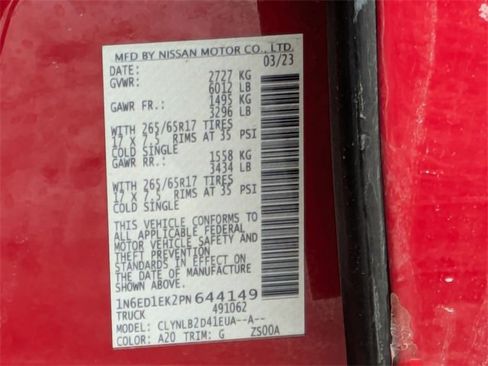 MFD BY NISSAN MOTOR CO., LTD.
DATE: 03/23
GVWR: 2727 KG
6012 LB
GAWR FR.: 1495 KG
3296 LB
WITH 265/65R17 TIRES
17 X 7.5 RIMS AT 35 PSI
COLD SINGLE
GAWR RR.: 1558 KG
3434 LB
WITH 265/65R17 TIRES
17 X 7.5 RIMS AT 35 PSI
COLD SINGLE
THIS VEHICLE CONFORMS TO
ALL APPLICABLE FEDERAL
MOTOR VEHICLE SAFETY AND
THEFT PREVENTION
STANDARDS IN EFFECT ON
THE DATE OF MANUFACTURE
SHOWN ABOVE.
1N6ED1EK2PN644149
TRUCK 491062
MODEL: CLYNLB2D41EUA--A--
COLOR: A20 TRIM: G ZS00A